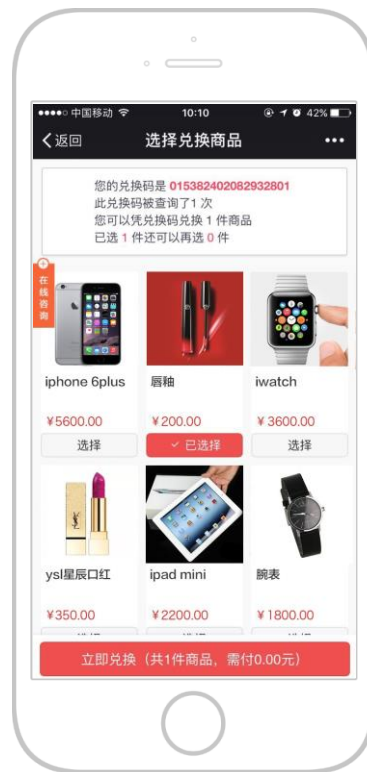 中国移动 10:10 42%
返回 选择兑换商品
您的兑换码是 015382402082932801
此兑换码被查询了1 次
您可以凭兑换码兑换 1 件商品
已选 1 件还可以再选 0 件
在线咨询
iphone 6plus 唇釉 iwatch
¥5600.00 ¥200.00 ¥3600.00
选择 已选择 选择
ysl星辰口红 ipad mini 腕表
¥350.00 ¥2200.00 ¥1800.00
立即兑换（共1件商品，需付0.00元）